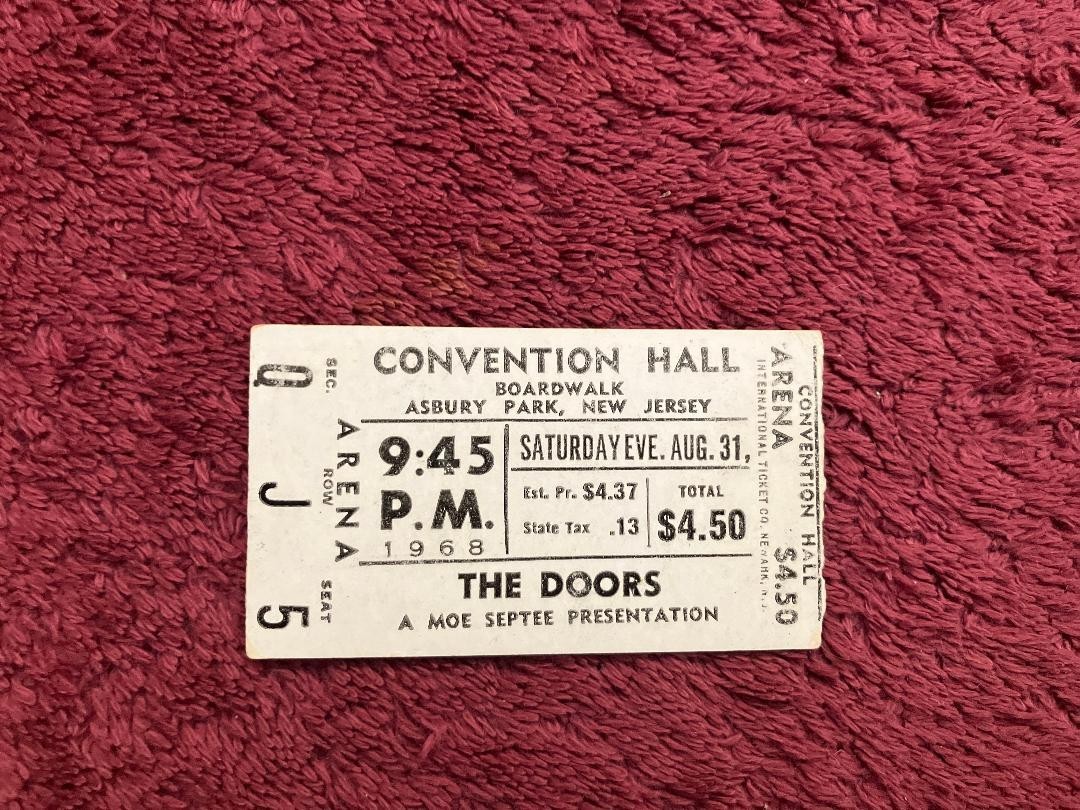 SEC. Q
ROW J
SEAT 5
ARENA
CONVENTION HALL
BOARDWALK
ASBURY PARK, NEW JERSEY
9:45
P.M.
1968
SATURDAY EVE. AUG. 31,
Est. Pr. $4.37
State Tax .13
TOTAL
$4.50
THE DOORS
A MOE SEPTEE PRESENTATION
CONVENTION HALL
ARENA $4.50
INTERNATIONAL TICKET CO. NEWARK, N.J.